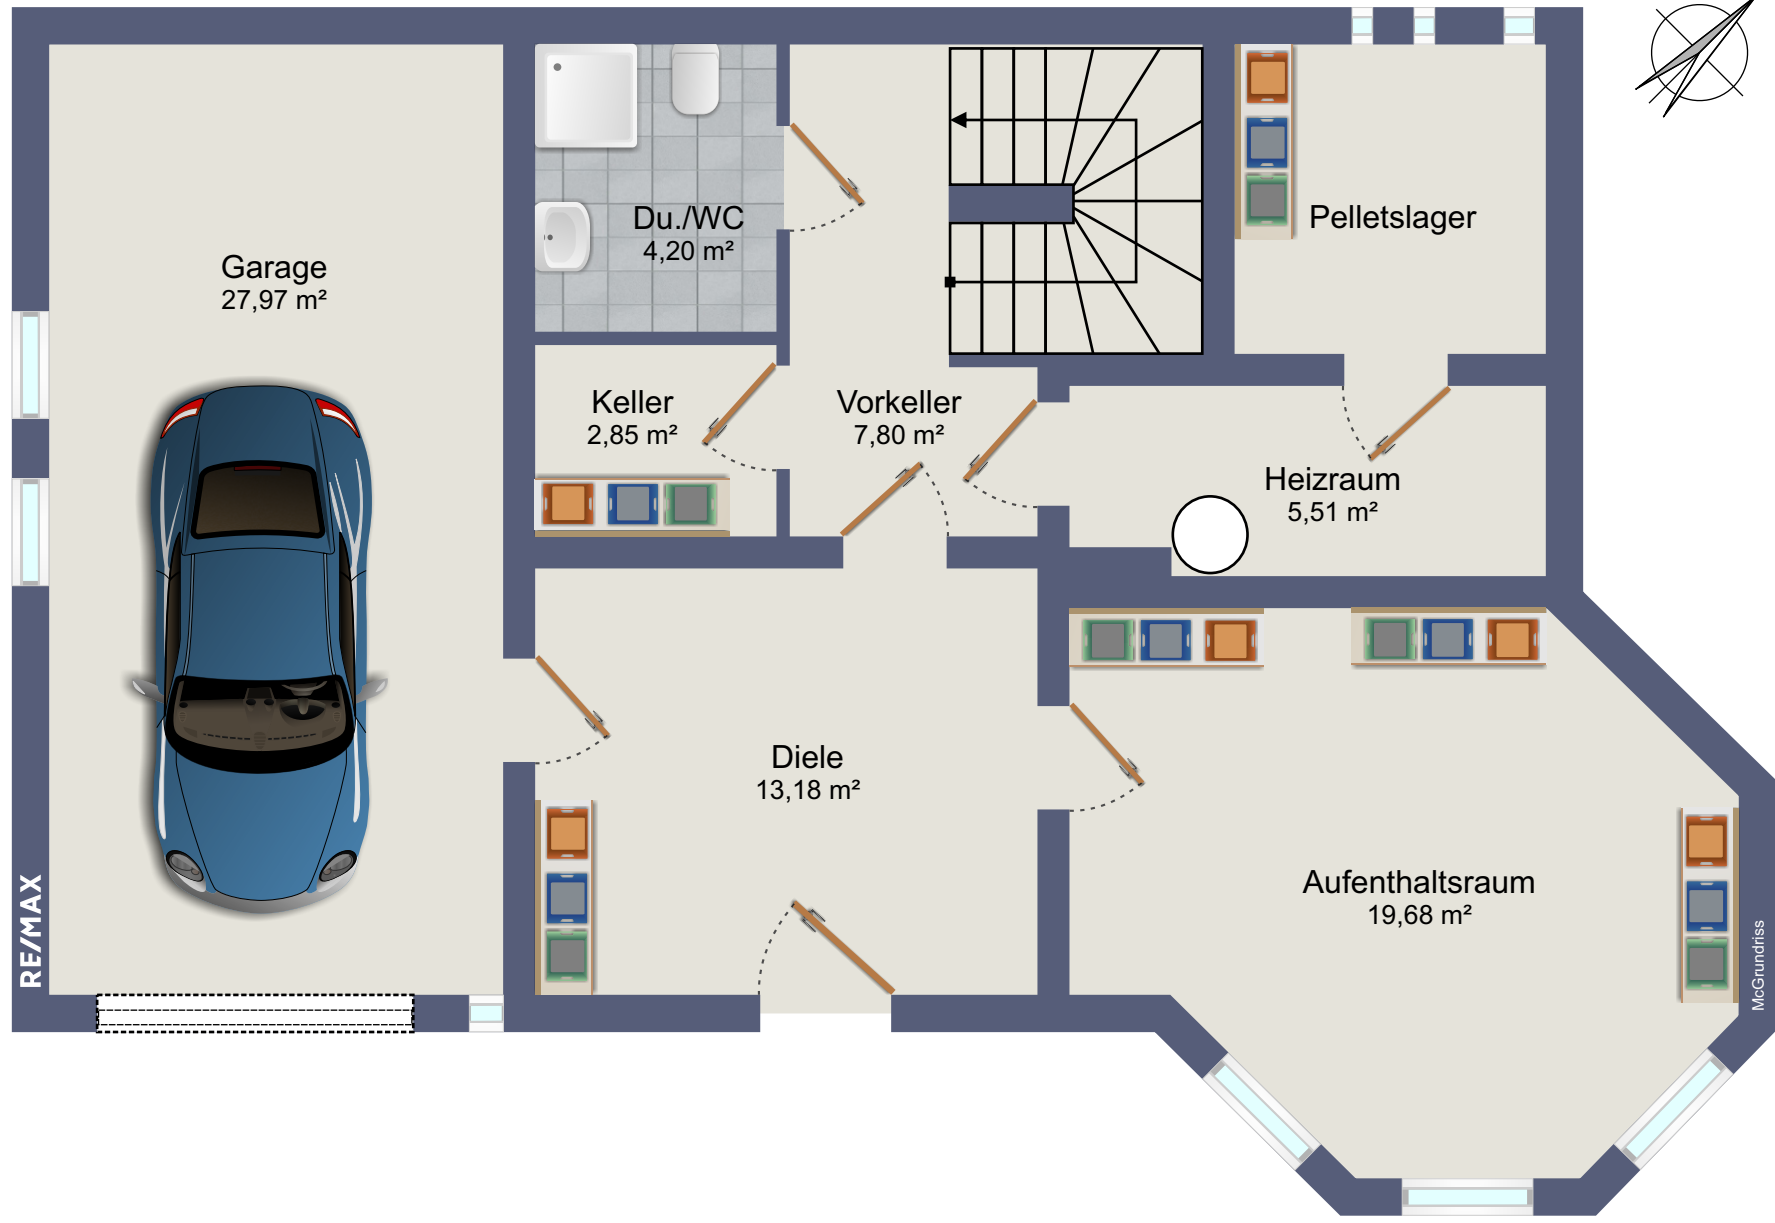 Du./WC
4,20 m²
Pelletslager
Garage
27,97 m²
Keller
2,85 m²
Vorkeller
7,80 m²
Heizraum
5,51 m²
Diele
13,18 m²
Aufenthaltsraum
19,68 m²
RE/MAX
McGrundriss